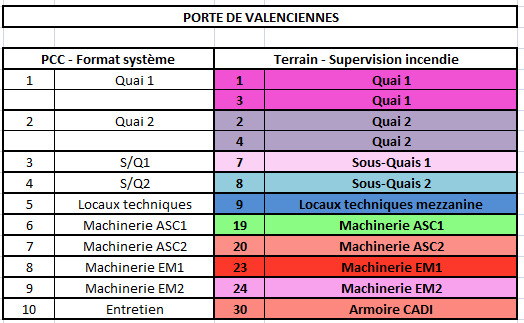 PORTE DE VALENCIENNES
PCC - Format système Terrain - Supervision incendie
1 Quai 1 1 Quai 1
3 Quai 1
2 Quai 2 2 Quai 2
4 Quai 2
3 S/Q1 7 Sous-Quais 1
4 S/Q2 8 Sous-Quais 2
5 Locaux techniques 9 Locaux techniques mezzanine
6 Machinerie ASC1 19 Machinerie ASC1
7 Machinerie ASC2 20 Machinerie ASC2
8 Machinerie EM1 23 Machinerie EM1
9 Machinerie EM2 24 Machinerie EM2
10 Entretien 30 Armoire CADI